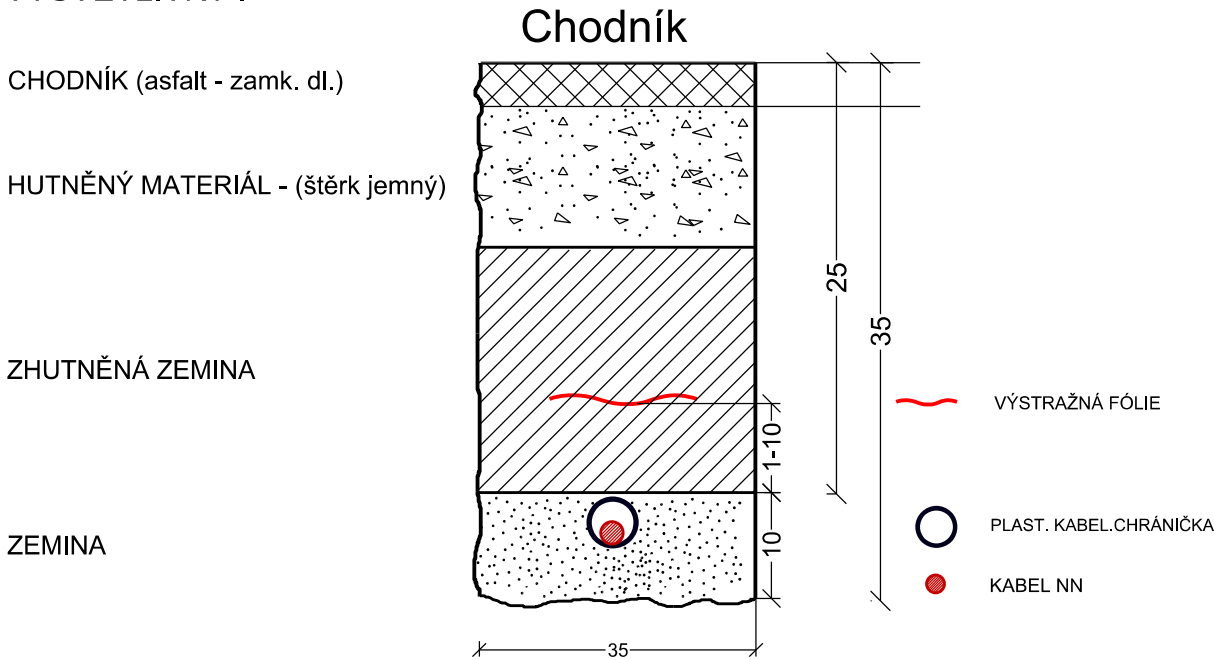 Chodník
CHODNÍK (asfalt - zamk. dl.)
HUTNĚNÝ MATERIÁL - (štěrk jemný)
25
35
ZHUTNĚNÁ ZEMINA
VÝSTRAŽNÁ FÓLIE
1-10
PLAST. KABEL.CHRÁNIČKA
ZEMINA
10
KABEL NN
35